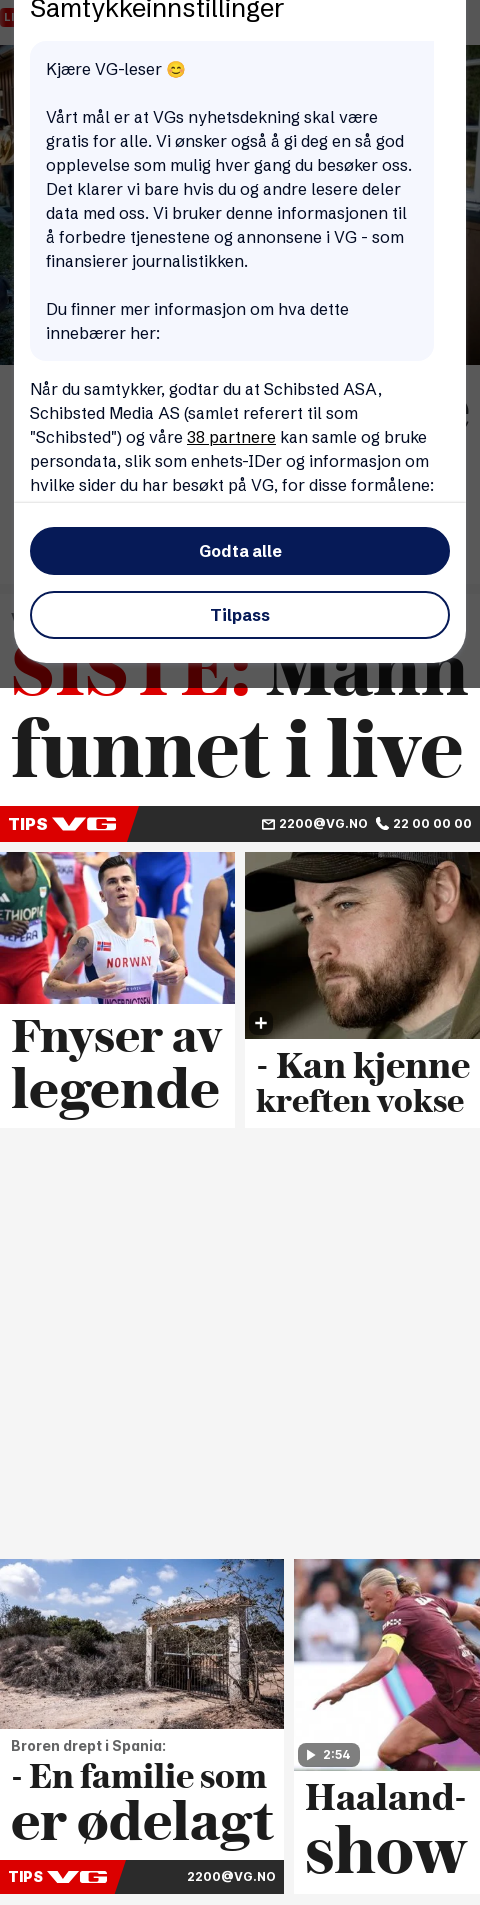 Samtykkeinnstillinger
Kjære VG-leser 😊
Vårt mål er at VGs nyhetsdekning skal være
gratis for alle. Vi ønsker også å gi deg en så god
opplevelse som mulig hver gang du besøker oss.
Det klarer vi bare hvis du og andre lesere deler
data med oss. Vi bruker denne informasjonen til
å forbedre tjenestene og annonsene i VG - som
finansierer journalistikken.
Du finner mer informasjon om hva dette
innebærer her:
Når du samtykker, godtar du at Schibsted ASA,
Schibsted Media AS (samlet referert til som
"Schibsted") og våre 38 partnere kan samle og bruke
persondata, slik som enhets-IDer og informasjon om
hvilke sider du har besøkt på VG, for disse formålene:
Godta alle
Tilpass
SISTE: Mann
funnet i live
TIPS VG 2200@VG.NO 22 00 00 00
ETHIOPIA
NORWAY
INGEBRIGTSEN
Fnyser av
legende
- Kan kjenne
kreften vokse
Broren drept i Spania:
- En familie som
er ødelagt
TIPS VG 2200@VG.NO
2:54
Haaland-
show